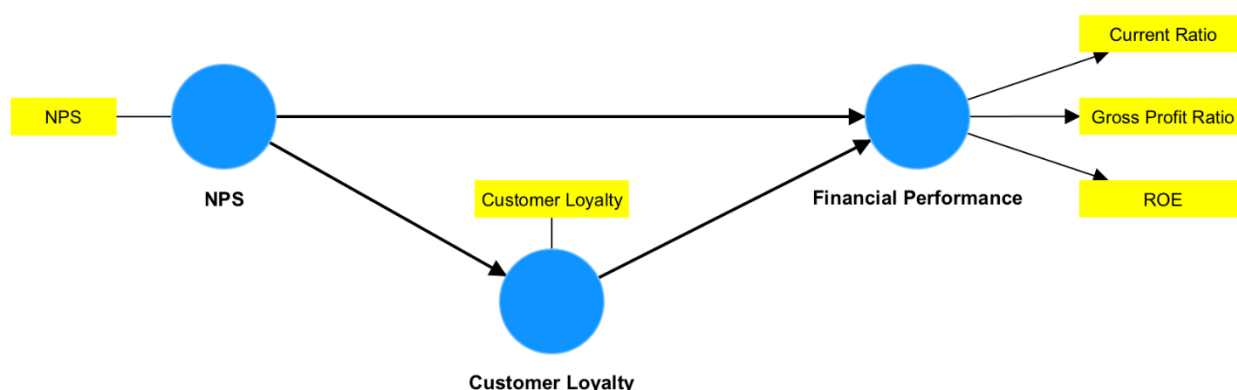 Current Ratio
NPS
Gross Profit Ratio
NPS
Customer Loyalty
Financial Performance
ROE
Customer Loyalty